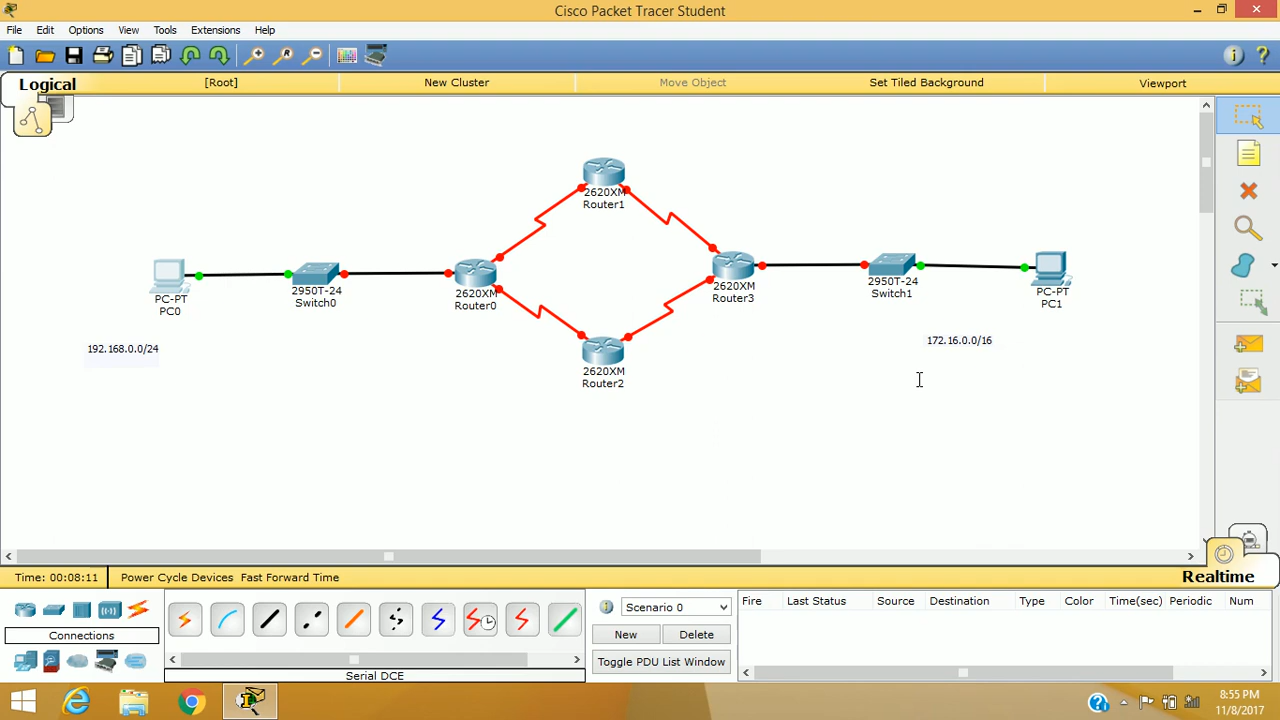 Cisco Packet Tracer Student
File Edit Options View Tools Extensions Help
Logical [Root] New Cluster Move Object Set Tiled Background Viewport
2620XM
Router1
PC-PT
PC0
2950T-24
Switch0
2620XM
Router0
2620XM
Router3
2950T-24
Switch1
PC-PT
PC1
192.168.0.0/24
172.16.0.0/16
2620XM
Router2
Time: 00:08:11 Power Cycle Devices Fast Forward Time Realtime
Connections
Serial DCE
Scenario 0
New Delete
Toggle PDU List Window
Fire Last Status Source Destination Type Color Time(sec) Periodic Num
8:55 PM
11/8/2017